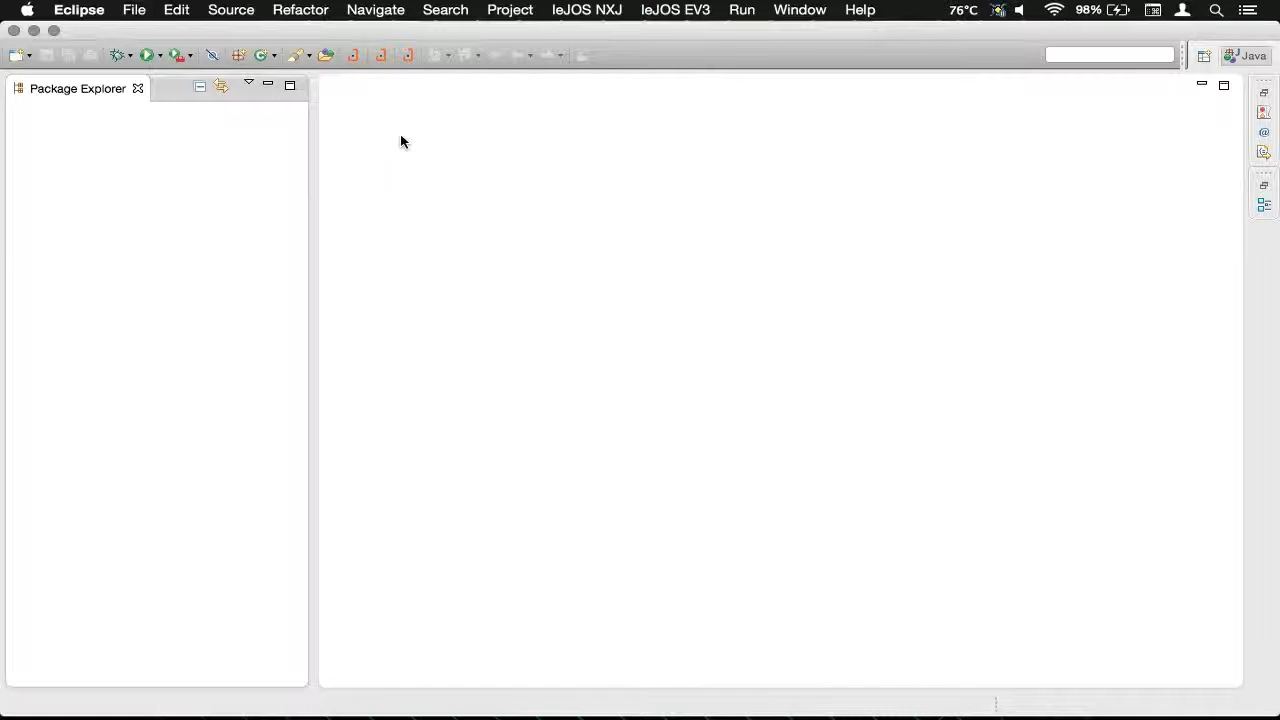 Eclipse File Edit Source Refactor Navigate Search Project leJOS NXJ leJOS EV3 Run Window Help 76°C 98%
Java
Package Explorer